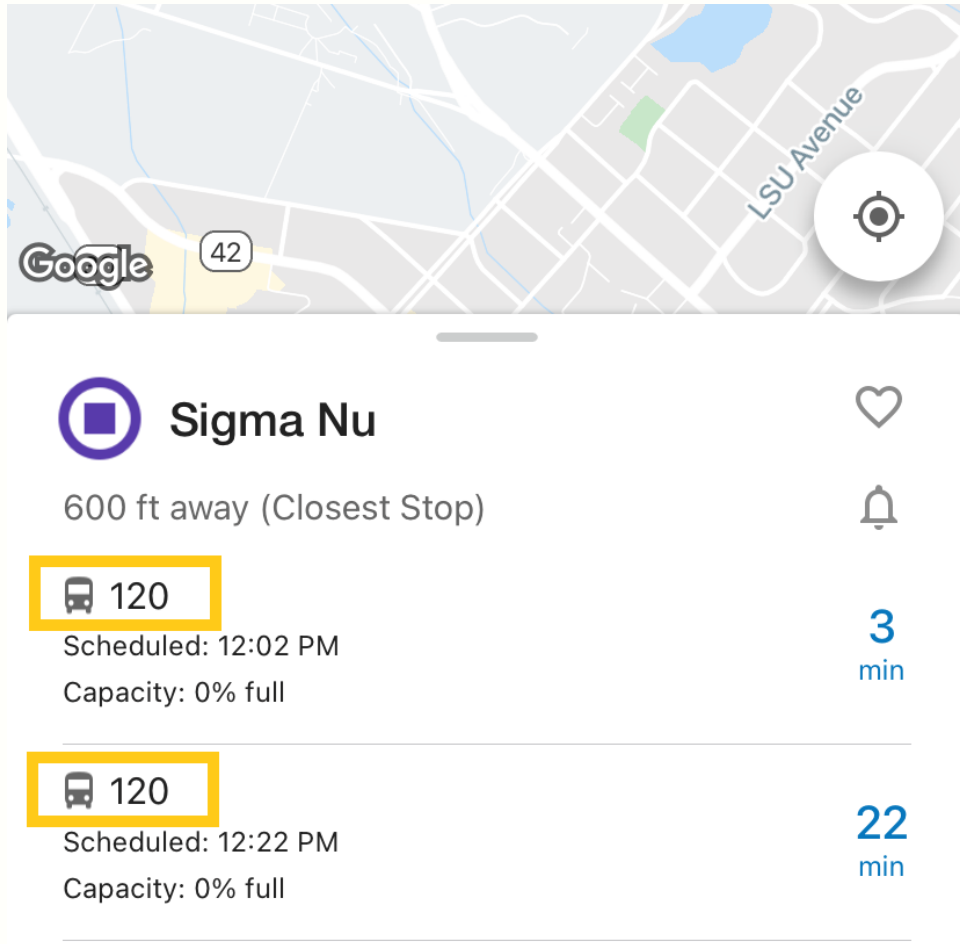 LSU Avenue
42
Google
Sigma Nu
600 ft away (Closest Stop)
120
Scheduled: 12:02 PM
3
min
Capacity: 0% full
120
Scheduled: 12:22 PM
22
min
Capacity: 0% full